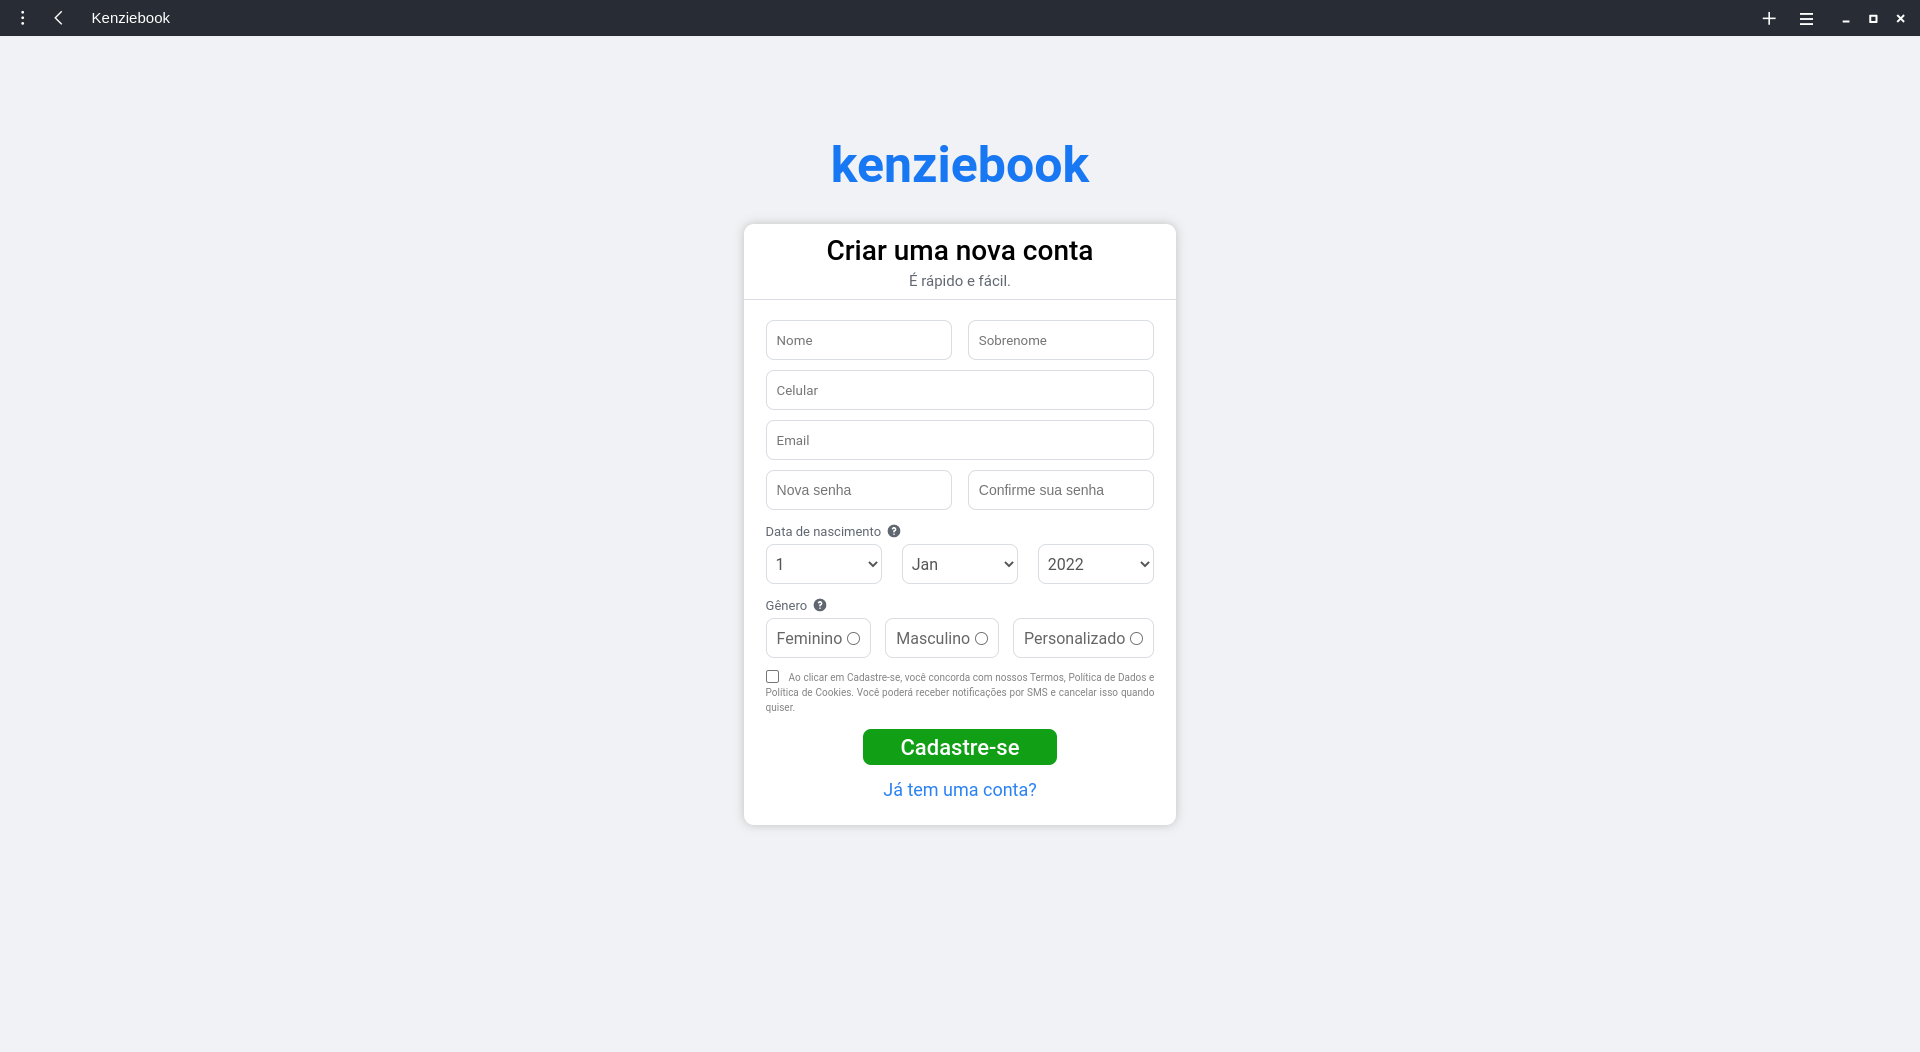 Kenziebook
kenziebook
Criar uma nova conta
É rápido e fácil.
Nome Sobrenome
Celular
Email
Nova senha Confirme sua senha
Data de nascimento ?
1 Jan 2022
Gênero ?
Feminino Masculino Personalizado
Ao clicar em Cadastre-se, você concorda com nossos Termos, Política de Dados e
Política de Cookies. Você poderá receber notificações por SMS e cancelar isso quando
quiser.
Cadastre-se
Já tem uma conta?